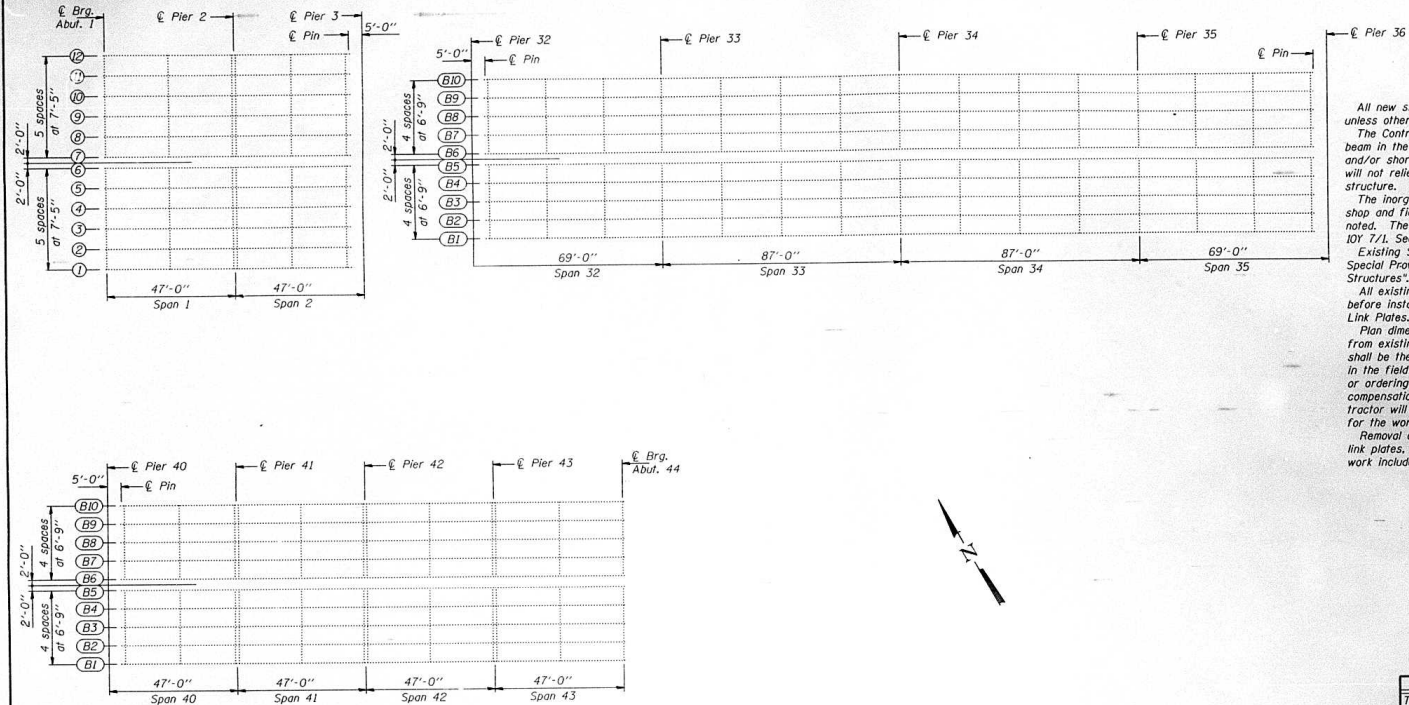 ℄ Brg.
Abut. 1
℄ Pier 2
℄ Pier 3
℄ Pin
5'-0"
12
11
10
9
8
7
6
5
4
3
2
1
5 spaces
at 7'-5"
2'-0"
2'-0"
5 spaces
at 7'-5"
47'-0"
Span 1
47'-0"
Span 2
℄ Pier 32
℄ Pier 33
℄ Pier 34
℄ Pier 35
℄ Pier 36
5'-0"
℄ Pin
℄ Pin
B10
B9
B8
B7
B6
B5
B4
B3
B2
B1
4 spaces
at 6'-9"
2'-0"
2'-0"
4 spaces
at 6'-9"
69'-0"
Span 32
87'-0"
Span 33
87'-0"
Span 34
69'-0"
Span 35
All new s
unless other
The Contr
beam in the
and/or shor
will not relie
structure.
The inorg
shop and fie
noted. The
10Y 7/1. Sec
Existing S
Special Prov
Structures".
All existin
before insta
Link Plates.
Plan dime
from existin
shall be the
in the field
or ordering
compensatio
tractor will
for the wor
Removal o
link plates,
work includ
℄ Pier 40
℄ Pier 41
℄ Pier 42
℄ Pier 43
℄ Brg.
Abut. 44
5'-0"
℄ Pin
B10
B9
B8
B7
B6
B5
B4
B3
B2
B1
4 spaces
at 6'-9"
2'-0"
2'-0"
4 spaces
at 6'-9"
47'-0"
Span 40
47'-0"
Span 41
47'-0"
Span 42
47'-0"
Span 43
N